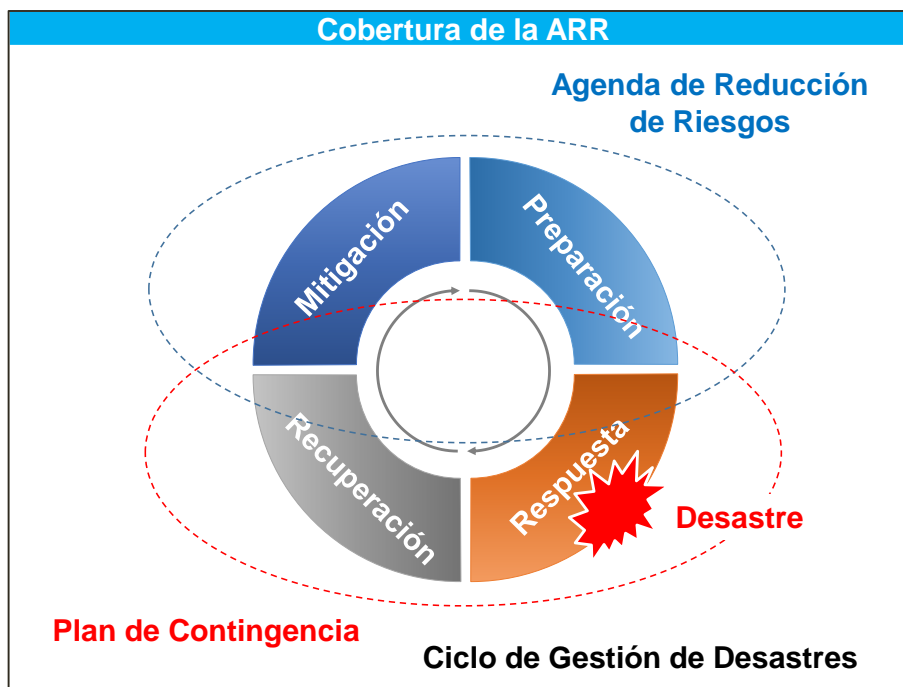 Cobertura de la ARR
Agenda de Reducción
de Riesgos
Mitigación
Preparación
Recuperación
Respuesta
Desastre
Plan de Contingencia
Ciclo de Gestión de Desastres